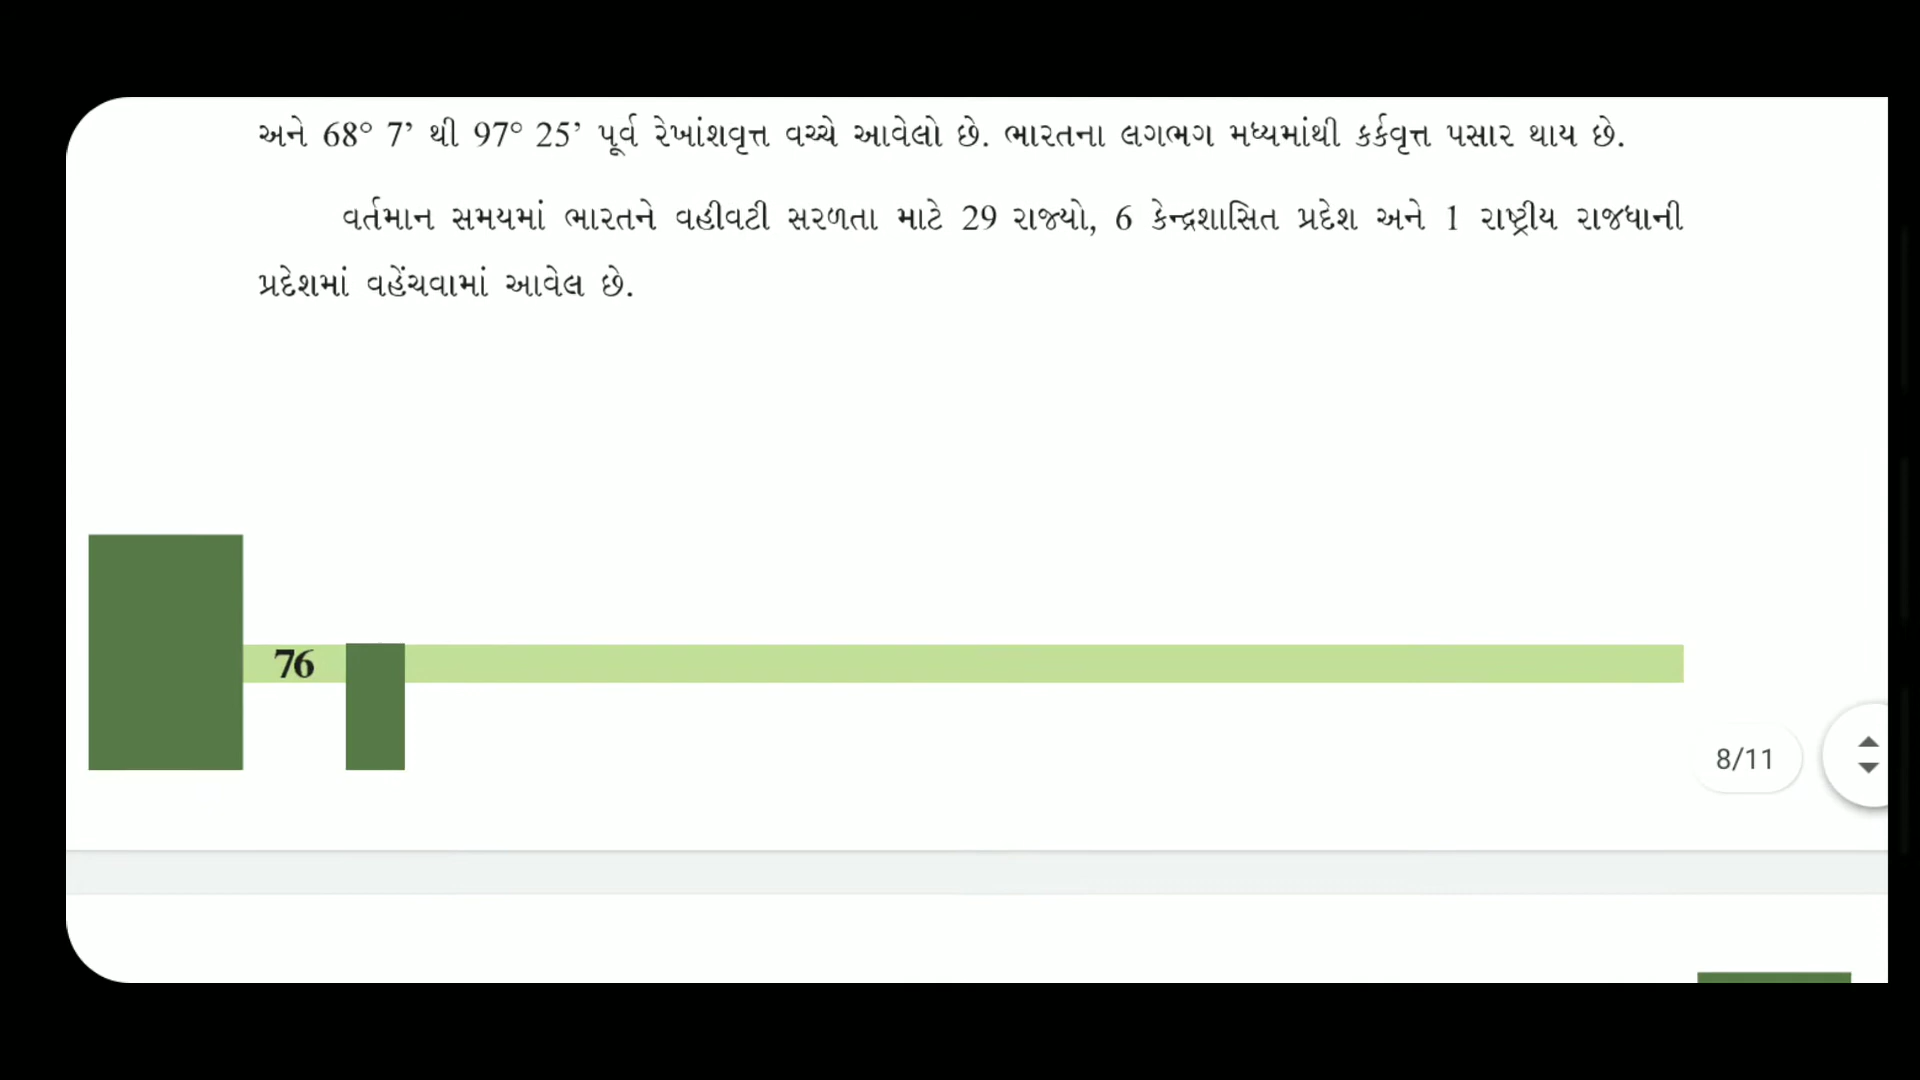 અને 68° 7’ થી 97° 25’ પૂર્વ રેખાંશવૃત્ત વચ્ચે આવેલો છે. ભારતના લગભગ મધ્યમાંથી કર્કવૃત્ત પસાર થાય છે.
વર્તમાન સમયમાં ભારતને વહીવટી સરળતા માટે 29 રાજ્યો, 6 કેન્દ્રશાસિત પ્રદેશ અને 1 રાષ્ટ્રીય રાજધાની
પ્રદેશમાં વહેંચવામાં આવેલ છે.
76
8/11